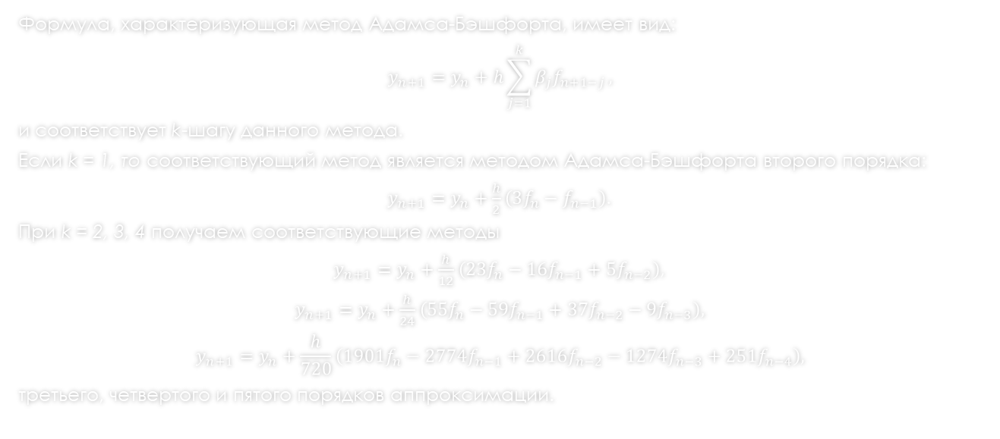 Формула, характеризующая метод Адамса-Бэшфорта, имеет вид:
y_{n+1} = y_n + h \sum_{j=1}^{k} β_j f_{n+1-j} ,
и соответствует k-шагу данного метода.
Если k = 1, то соответствующий метод является методом Адамса-Бэшфорта второго порядка:
y_{n+1} = y_n + \frac{h}{2} (3f_n − f_{n−1}).
При k = 2, 3, 4 получаем соответствующие методы
y_{n+1} = y_n + \frac{h}{12} (23f_n − 16f_{n−1} + 5f_{n−2}),
y_{n+1} = y_n + \frac{h}{24} (55f_n − 59f_{n−1} + 37f_{n−2} − 9f_{n−3}),
y_{n+1} = y_n + \frac{h}{720} (1901f_n − 2774f_{n−1} + 2616f_{n−2} − 1274f_{n−3} + 251f_{n−4}),
третьего, четвертого и пятого порядков аппроксимации.